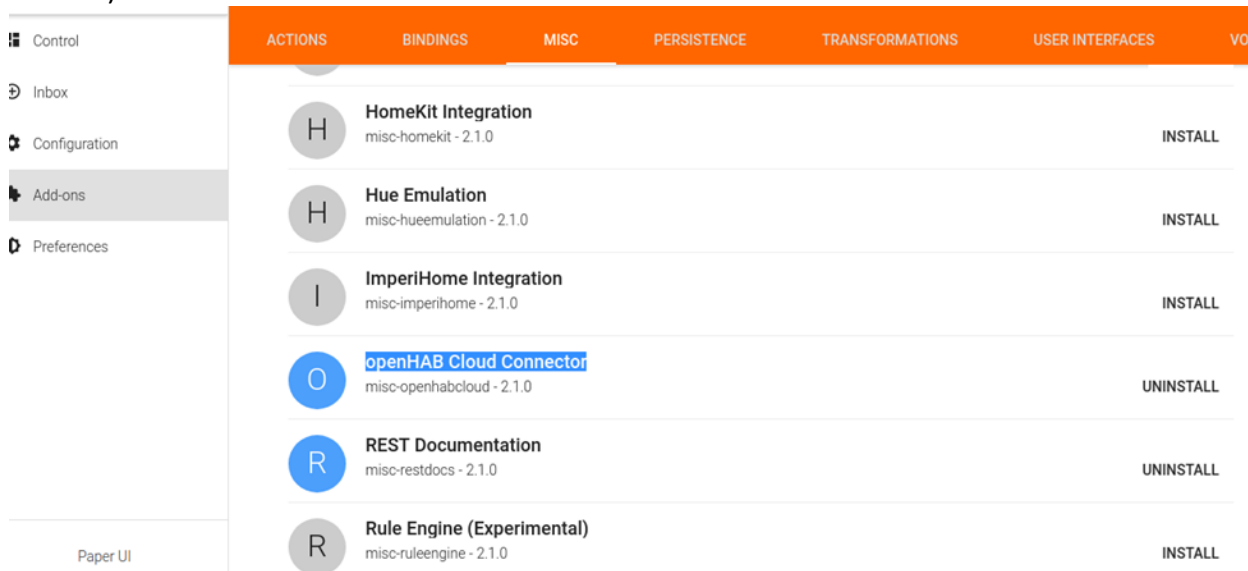 Control
Inbox
Configuration
Add-ons
Preferences
Paper UI
ACTIONS BINDINGS MISC PERSISTENCE TRANSFORMATIONS USER INTERFACES VO
H HomeKit Integration
misc-homekit - 2.1.0
INSTALL
H Hue Emulation
misc-hueemulation - 2.1.0
INSTALL
I ImperiHome Integration
misc-imperihome - 2.1.0
INSTALL
O openHAB Cloud Connector
misc-openhabcloud - 2.1.0
UNINSTALL
R REST Documentation
misc-restdocs - 2.1.0
UNINSTALL
R Rule Engine (Experimental)
misc-ruleengine - 2.1.0
INSTALL